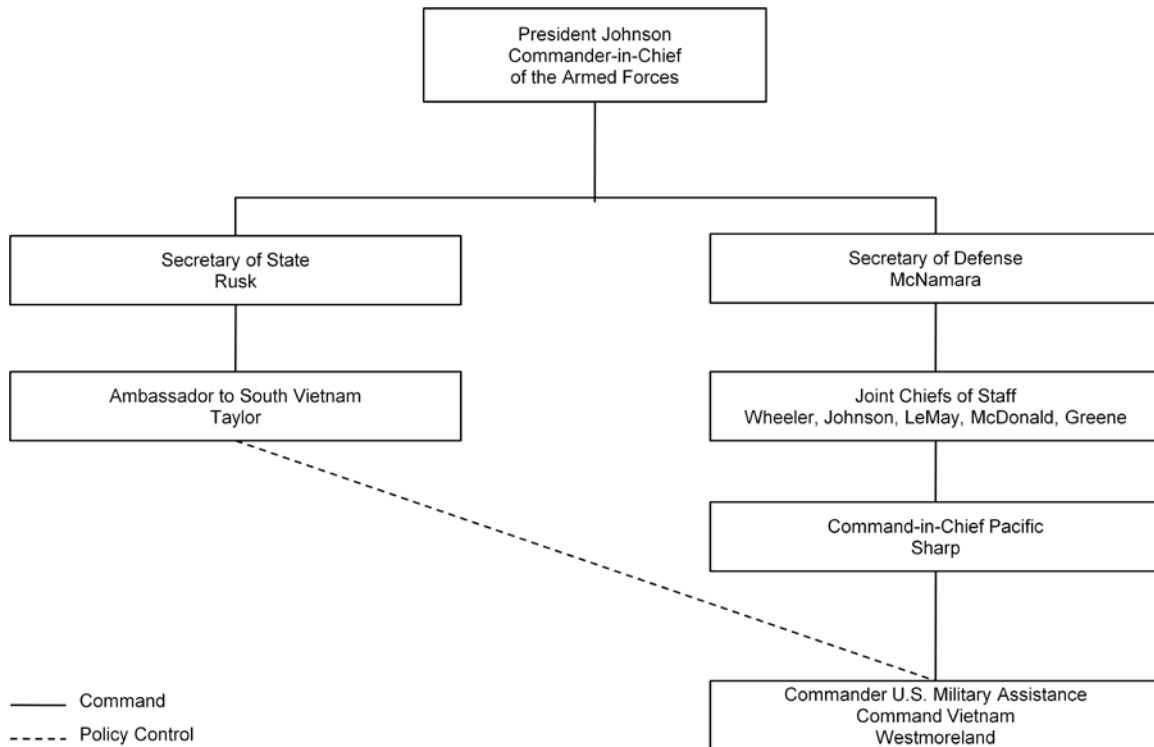 President Johnson
Commander-in-Chief
of the Armed Forces
Secretary of State
Rusk
Secretary of Defense
McNamara
Ambassador to South Vietnam
Taylor
Joint Chiefs of Staff
Wheeler, Johnson, LeMay, McDonald, Greene
Command-in-Chief Pacific
Sharp
Commander U.S. Military Assistance
Command Vietnam
Westmoreland
Command
Policy Control